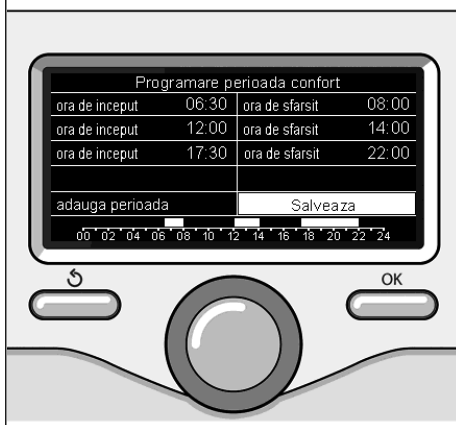 Programare perioada confort
ora de inceput 06:30 ora de sfarsit 08:00
ora de inceput 12:00 ora de sfarsit 14:00
ora de inceput 17:30 ora de sfarsit 22:00
adauga perioada Salveaza
00 02 04 06 08 10 12 14 16 18 20 22 24
OK